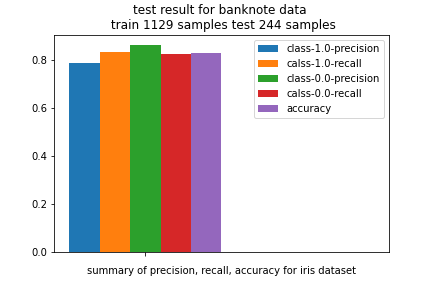 test result for banknote data
train 1129 samples test 244 samples
class-1.0-precision
calss-1.0-recall
class-0.0-precision
calss-0.0-recall
accuracy
0.8
0.6
0.4
0.2
0.0
summary of precision, recall, accuracy for iris dataset